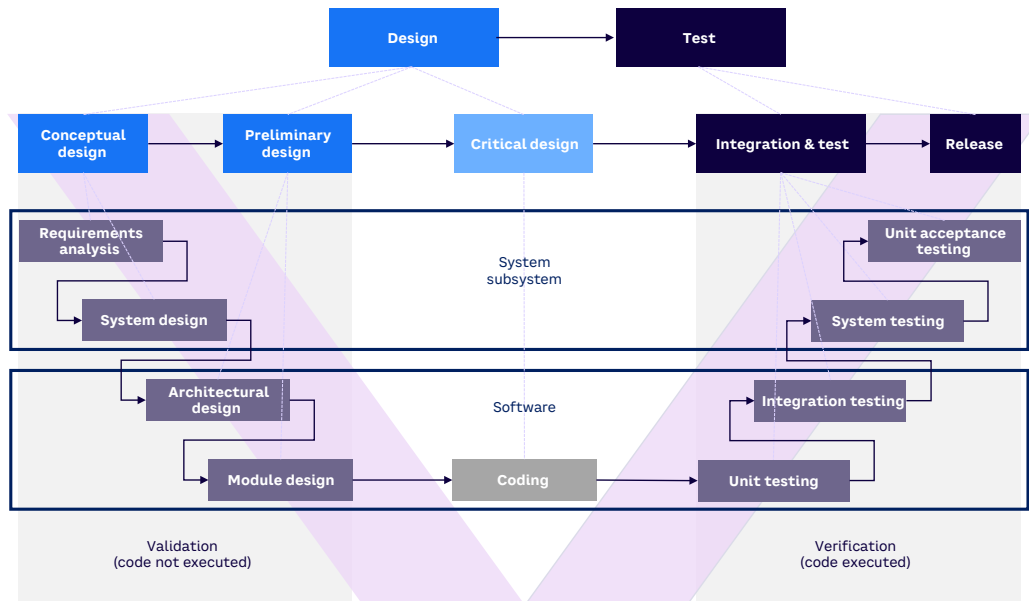 Design
Test
Conceptual
design
Preliminary
design
Critical design
Integration & test
Release
Requirements
analysis
Unit acceptance
testing
System
subsystem
System design
System testing
Architectural
design
Software
Integration testing
Module design
Coding
Unit testing
Validation
(code not executed)
Verification
(code executed)